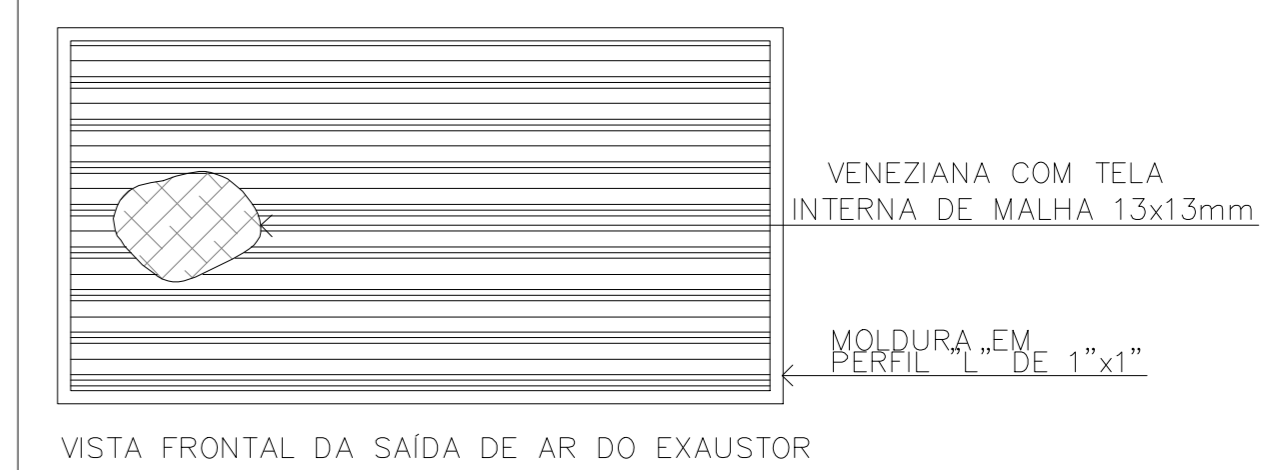 VENEZIANA COM TELA
INTERNA DE MALHA 13x13mm
MOLDURA EM
PERFIL "L" DE 1"x1"
VISTA FRONTAL DA SAÍDA DE AR DO EXAUSTOR